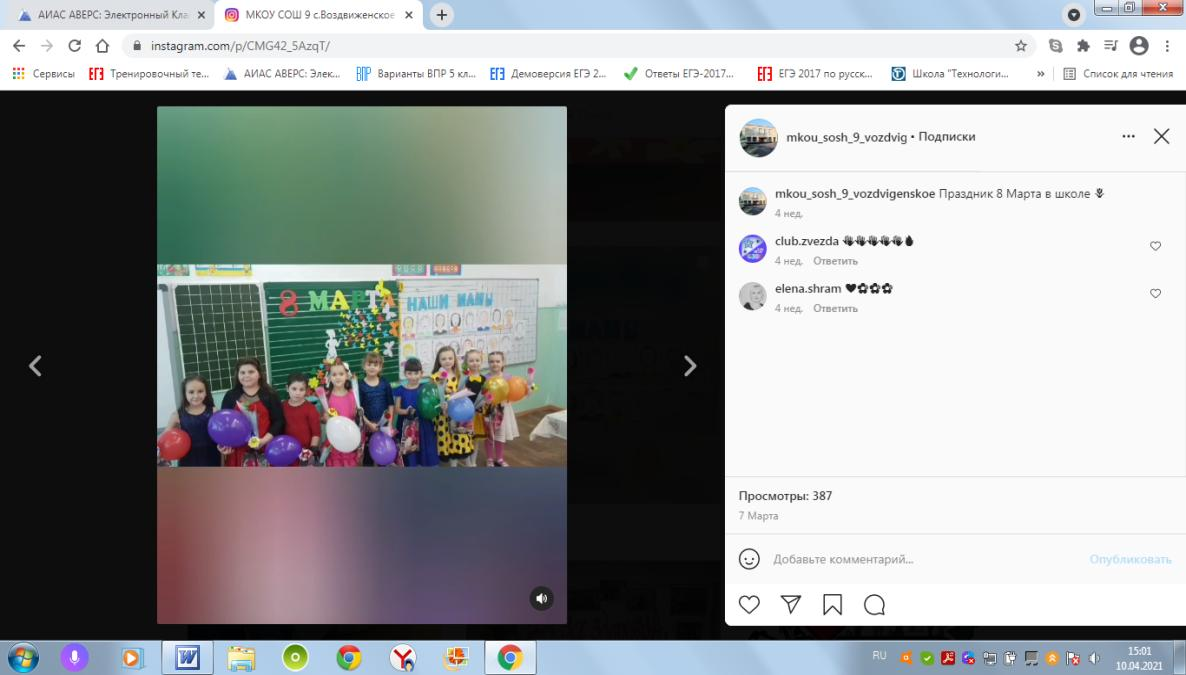 АИАС АВЕРС: Электронный Кла
МКОУ СОШ 9 с.Воздвиженское
instagram.com/p/CMG42_5AzqT/
Сервисы
Тренировочный те...
АИАС АВЕРС: Элек...
Варианты ВПР 5 кл...
Демоверсия ЕГЭ 2...
Ответы ЕГЭ-2017...
ЕГЭ 2017 по русск...
Школа "Технологи...
»
Список для чтения
8 МАРТА
НАШИ МАМЫ
mkou_sosh_9_vozdvig • Подписки
mkou_sosh_9_vozdvigenskoe Праздник 8 Марта в школе
4 нед.
club.zvezda
4 нед. Ответить
elena.shram
4 нед. Ответить
Просмотры: 387
7 Марта
Добавьте комментарий...
Опубликовать
RU
15:01
10.04.2021